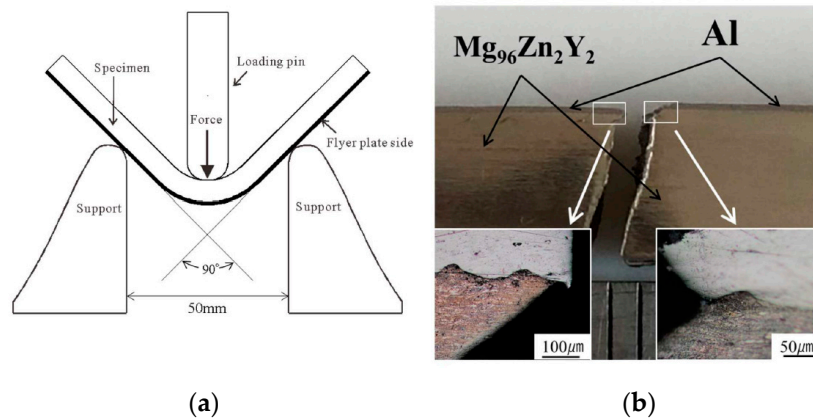 Specimen
Loading pin
Force
Flyer plate side
Support
Support
90°
50mm
(a)
Mg₉₆Zn₂Y₂
Al
100μm
50μm
(b)